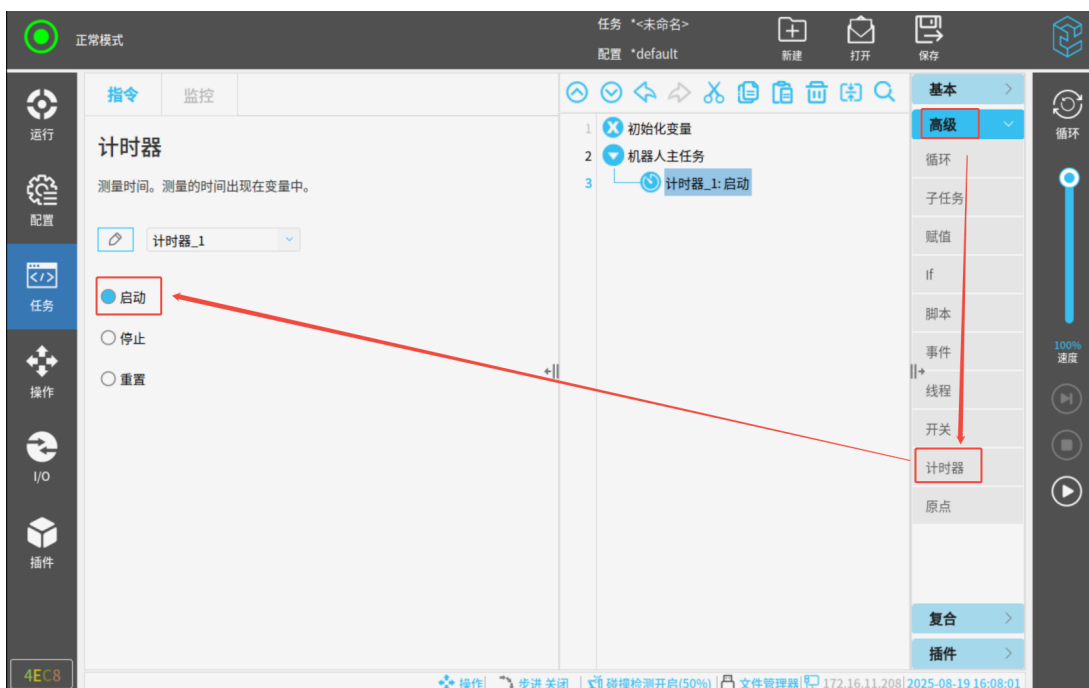 正常模式
任务 *<未命名>
配置 *default
新建
打开
保存
运行
配置
任务
操作
I/O
插件
4EC8
指令
监控
计时器
测量时间。测量的时间出现在变量中。
计时器_1
启动
停止
重置
1 初始化变量
2 机器人主任务
3 计时器_1: 启动
基本
高级
循环
子任务
赋值
If
脚本
事件
线程
开关
计时器
原点
复合
插件
循环
100%
速度
操作 步进 关闭 碰撞检测开启(50%) 文件管理器 172.16.11.208 2025-08-19 16:08:01